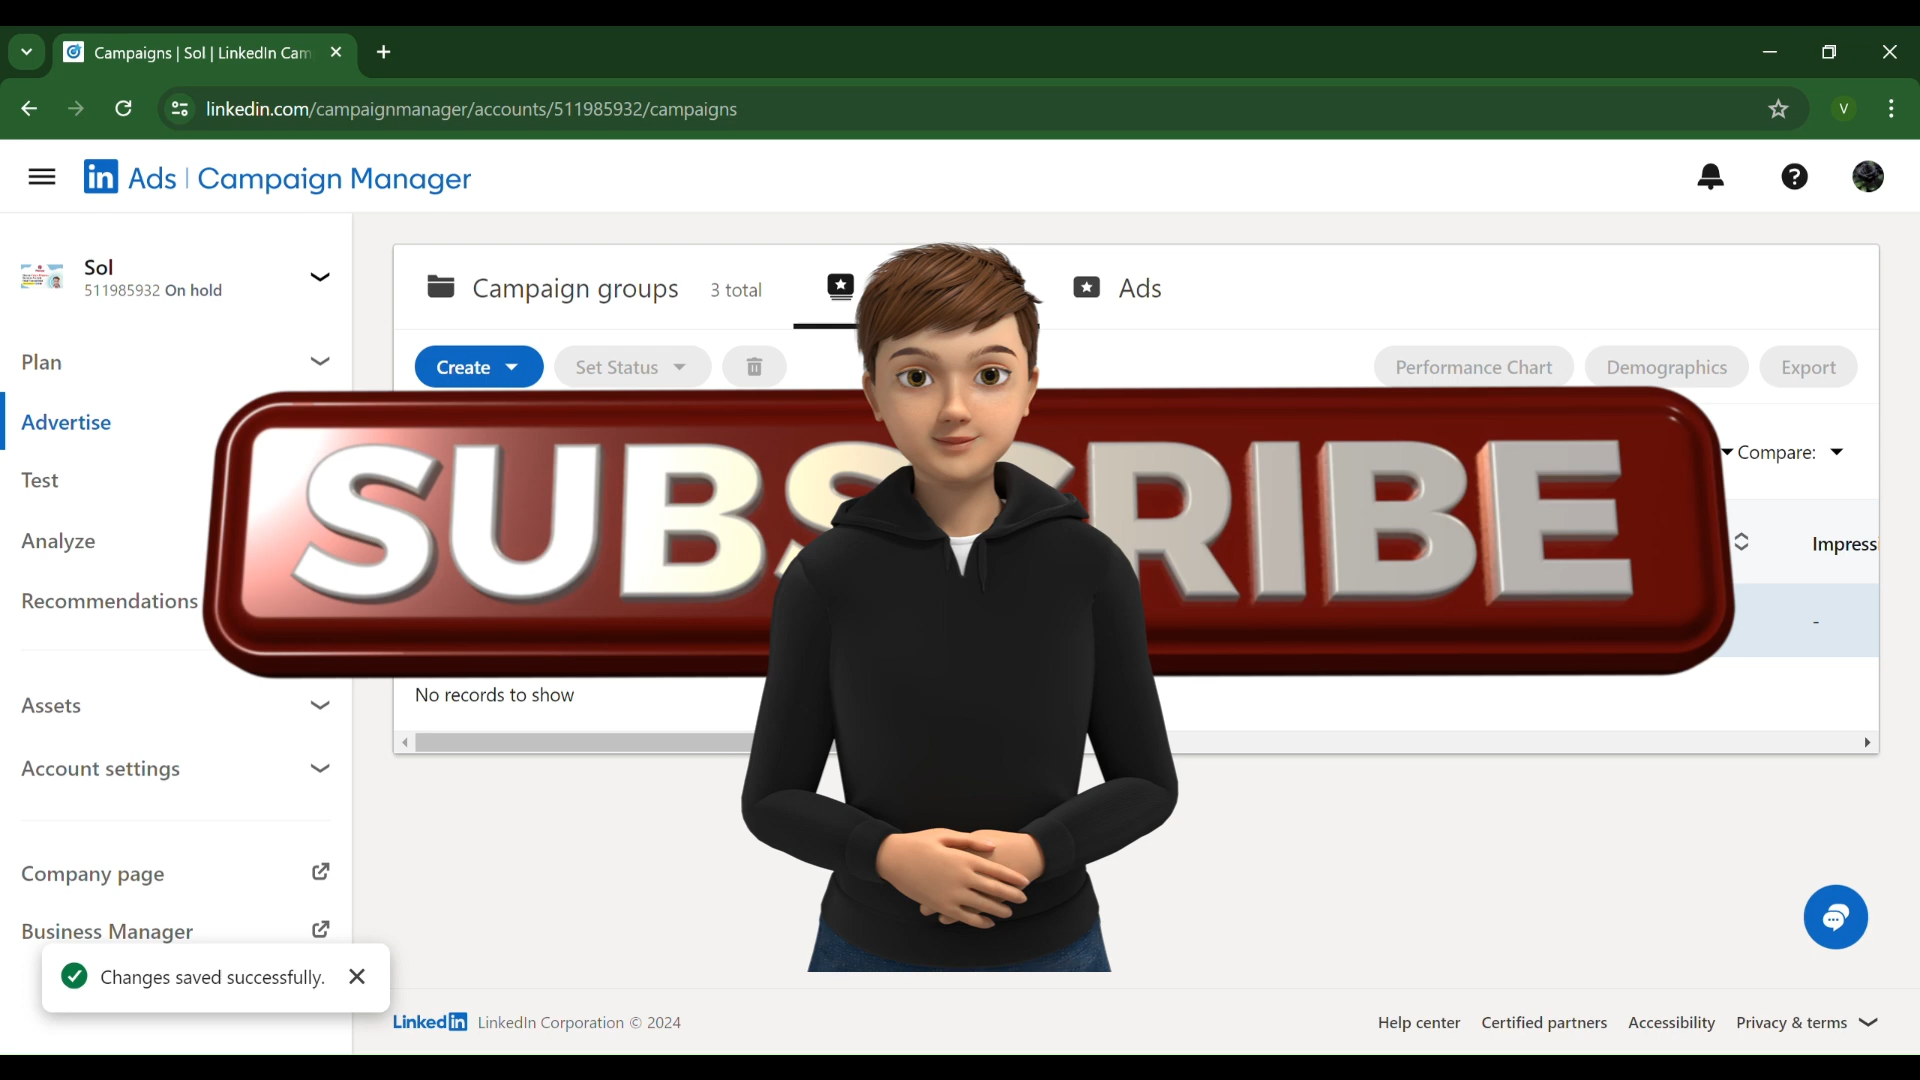 Campaigns | Sol | LinkedIn Cam
linkedin.com/campaignmanager/accounts/511985932/campaigns
V
in Ads | Campaign Manager
Sol
511985932 On hold
Plan
Advertise
Test
Analyze
Recommendations
Assets
Account settings
Company page
Business Manager
Changes saved successfully.
Campaign groups 3 total
Ads
Create
Set Status
Performance Chart
Demographics
Export
Compare:
Impressi
-
SUBSCRIBE
No records to show
LinkedIn LinkedIn Corporation © 2024
Help center Certified partners Accessibility Privacy & terms